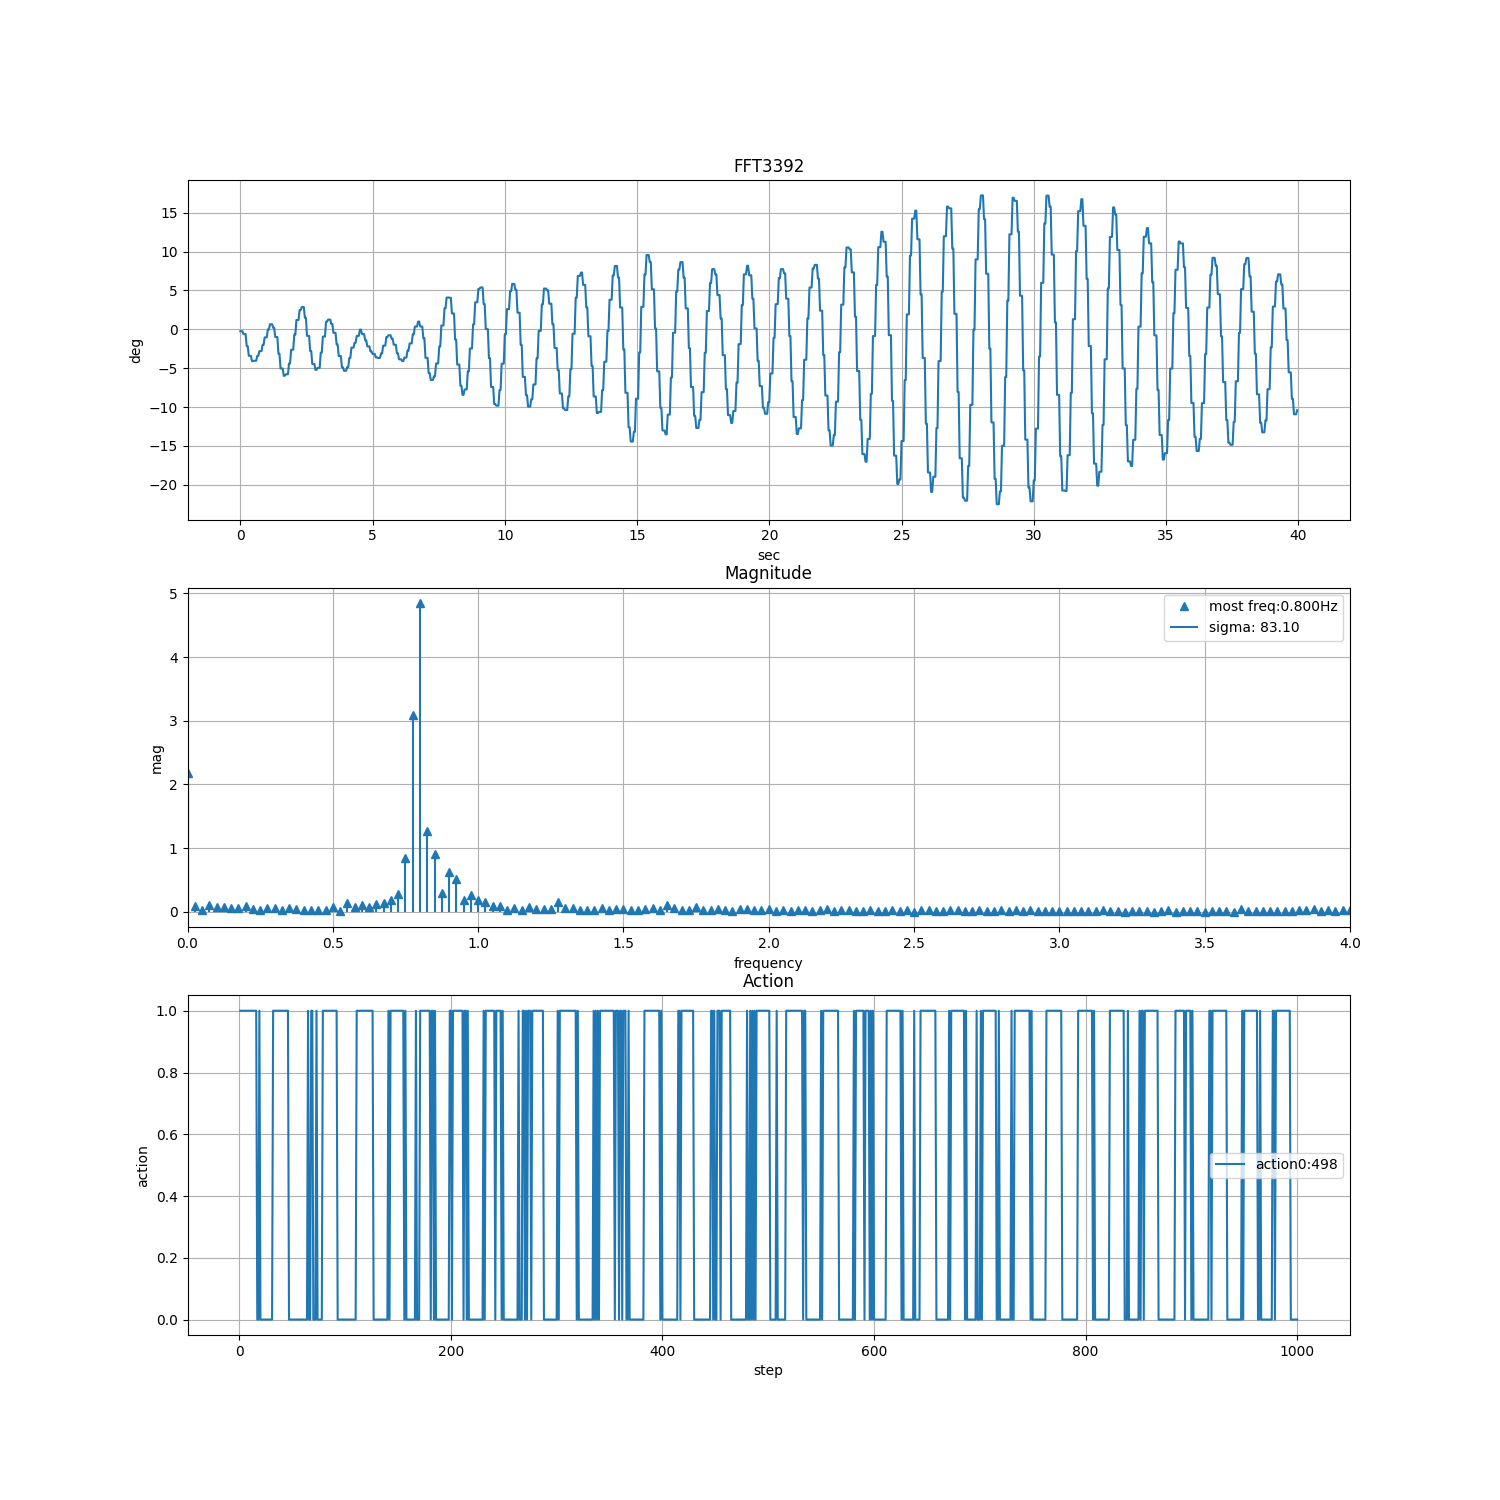 FFT3392
15
10
5
0
−5
−10
−15
−20
deg
0 5 10 15 20 25 30 35 40
sec
Magnitude
5
4
3
2
1
0
mag
most freq:0.800Hz
sigma: 83.10
0.0 0.5 1.0 1.5 2.0 2.5 3.0 3.5 4.0
frequency
Action
1.0
0.8
0.6
0.4
0.2
0.0
action
action0:498
0 200 400 600 800 1000
step